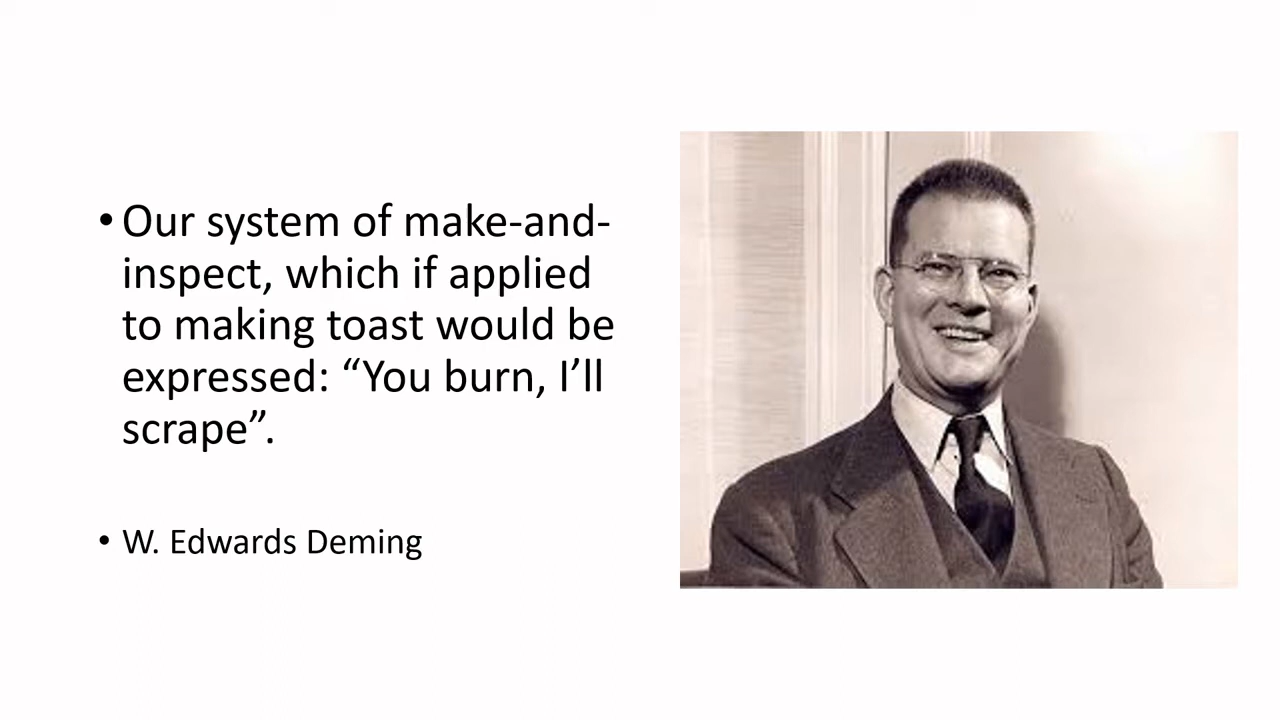 • Our system of make-and-
inspect, which if applied
to making toast would be
expressed: “You burn, I’ll
scrape”.
• W. Edwards Deming